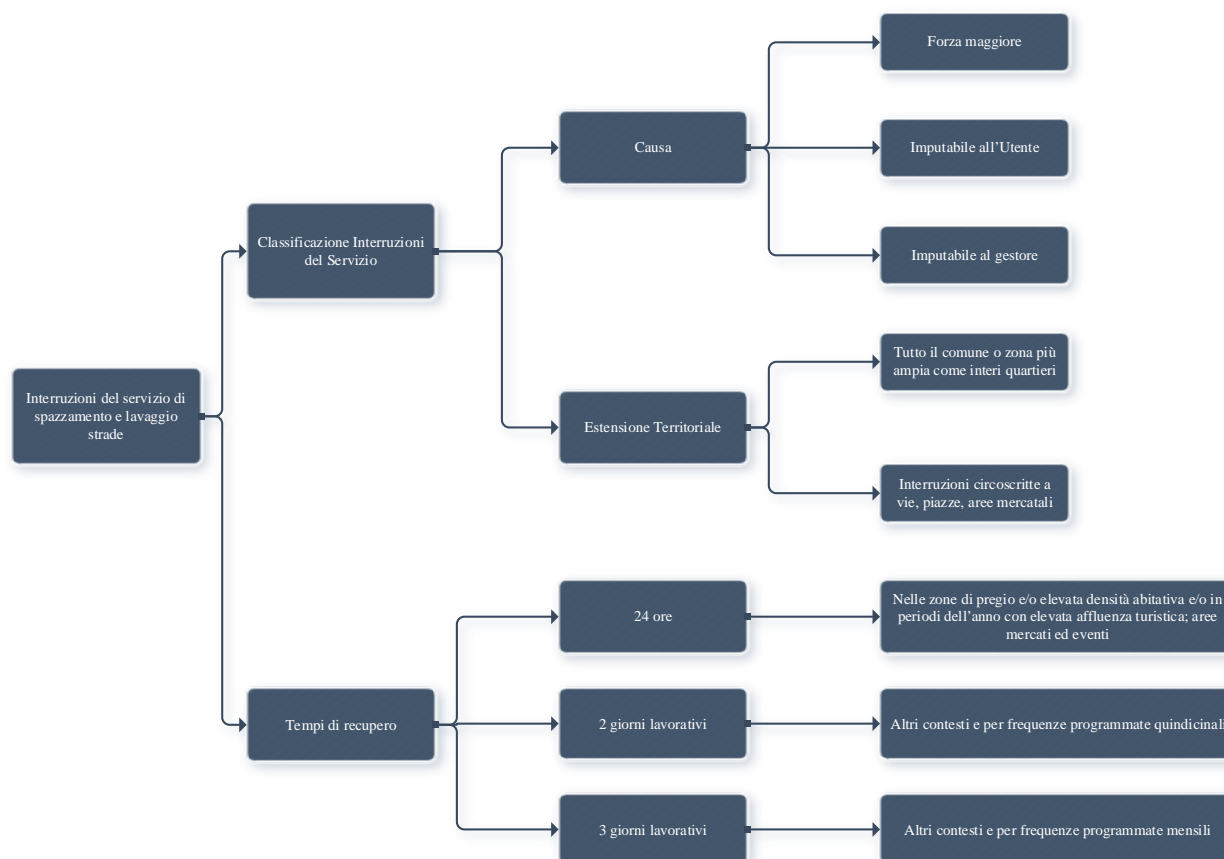 Forza maggiore
Causa
Imputabile all’Utente
Classificazione Interruzioni
del Servizio
Imputabile al gestore
Tutto il comune o zona più
ampia come interi quartieri
Interruzioni del servizio di
spazzamento e lavaggio
strade
Estensione Territoriale
Interruzioni circoscritte a
vie, piazze, aree mercatali
24 ore
Nelle zone di pregio e/o elevata densità abitativa e/o in
periodi dell’anno con elevata affluenza turistica; aree
mercati ed eventi
Tempi di recupero
2 giorni lavorativi
Altri contesti e per frequenze programmate quindicinali
3 giorni lavorativi
Altri contesti e per frequenze programmate mensili